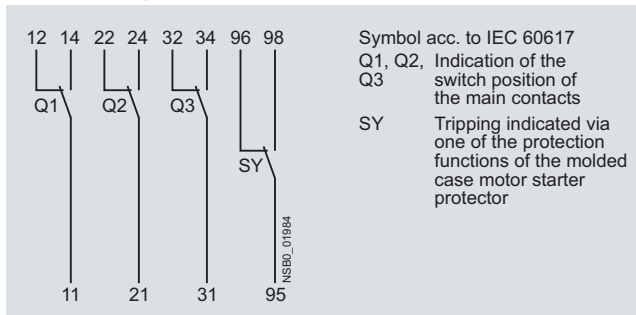 12 14 22 24 32 34 96 98
Q1 Q2 Q3
SY
NSB0_01984
11 21 31 95
Symbol acc. to IEC 60617
Q1, Q2, Indication of the
Q3 switch position of
the main contacts
SY Tripping indicated via
one of the protection
functions of the molded
case motor starter
protector